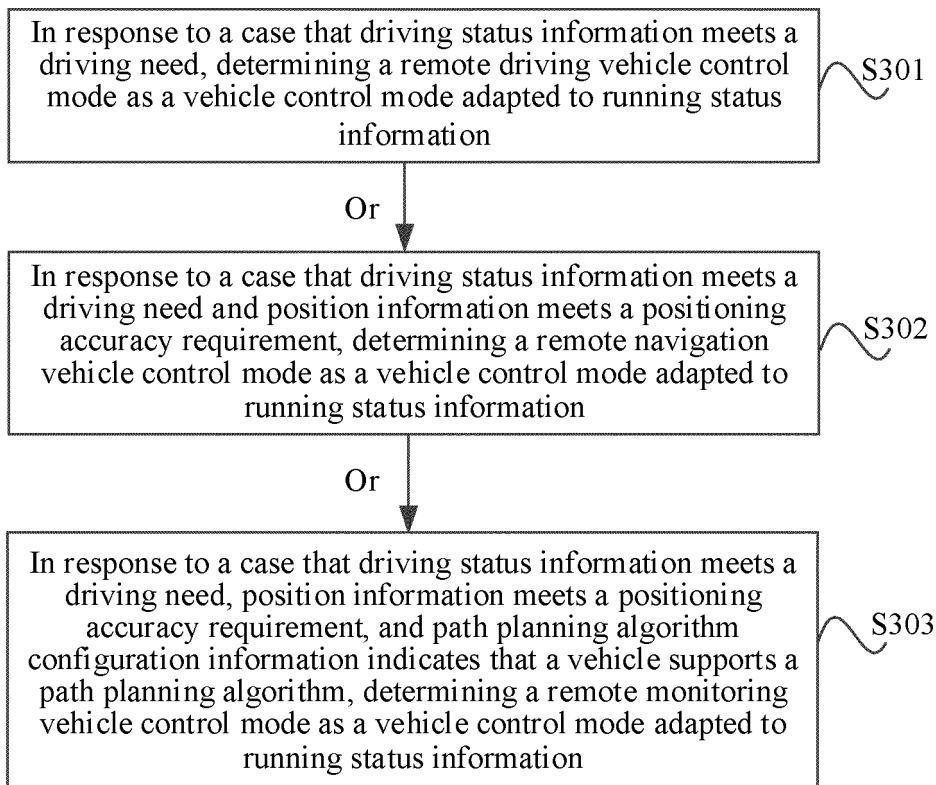 In response to a case that driving status information meets a
driving need, determining a remote driving vehicle control
mode as a vehicle control mode adapted to running status
information
S301
Or
In response to a case that driving status information meets a
driving need and position information meets a positioning
accuracy requirement, determining a remote navigation
vehicle control mode as a vehicle control mode adapted to
running status information
S302
Or
In response to a case that driving status information meets a
driving need, position information meets a positioning
accuracy requirement, and path planning algorithm
configuration information indicates that a vehicle supports a
path planning algorithm, determining a remote monitoring
vehicle control mode as a vehicle control mode adapted to
running status information
S303